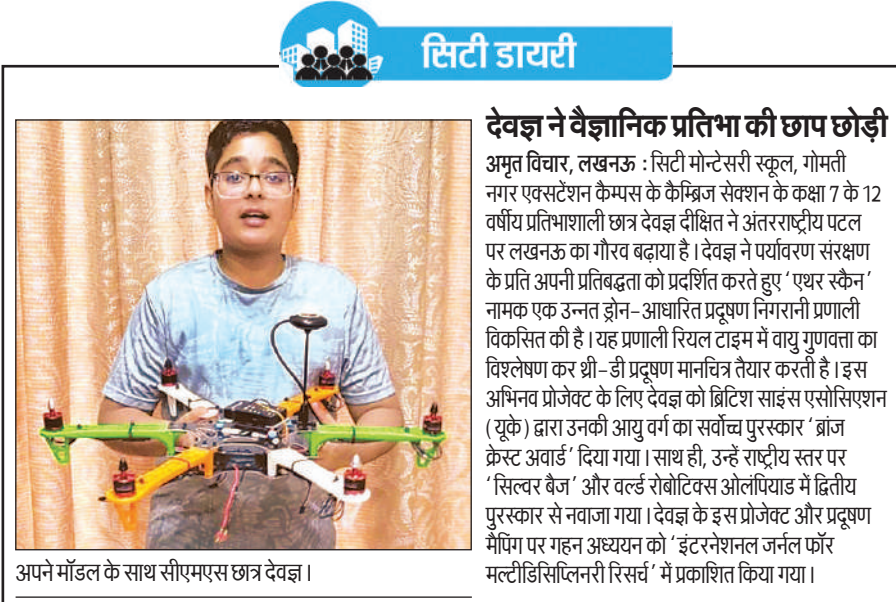 सिटी डायरी
देवज्ञ ने वैज्ञानिक प्रतिभा की छाप छोड़ी
अमृत विचार, लखनऊ : सिटी मोन्टेसरी स्कूल, गोमती
नगर एक्सटेंशन कैम्पस के कैम्ब्रिज सेक्शन के कक्षा 7 के 12
वर्षीय प्रतिभाशाली छात्र देवज्ञ दीक्षित ने अंतरराष्ट्रीय पटल
पर लखनऊ का गौरव बढ़ाया है। देवज्ञ ने पर्यावरण संरक्षण
के प्रति अपनी प्रतिबद्धता को प्रदर्शित करते हुए ‘एथर स्कैन’
नामक एक उन्नत ड्रोन-आधारित प्रदूषण निगरानी प्रणाली
विकसित की है। यह प्रणाली रियल टाइम में वायु गुणवत्ता का
विश्लेषण कर थ्री-डी प्रदूषण मानचित्र तैयार करती है। इस
अभिनव प्रोजेक्ट के लिए देवज्ञ को ब्रिटिश साइंस एसोसिएशन
(यूके) द्वारा उनकी आयु वर्ग का सर्वोच्च पुरस्कार ‘ब्रांज
क्रेस्ट अवार्ड’ दिया गया। साथ ही, उन्हें राष्ट्रीय स्तर पर
‘सिल्वर बैज’ और वर्ल्ड रोबोटिक्स ओलंपियाड में द्वितीय
पुरस्कार से नवाजा गया। देवज्ञ के इस प्रोजेक्ट और प्रदूषण
मैपिंग पर गहन अध्ययन को ‘इंटरनेशनल जर्नल फॉर
मल्टीडिसिप्लिनरी रिसर्च’ में प्रकाशित किया गया।
अपने मॉडल के साथ सीएमएस छात्र देवज्ञ।